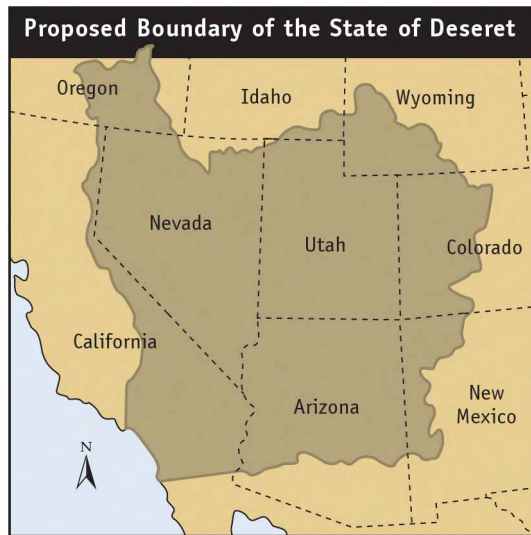 Proposed Boundary of the State of Deseret
Oregon
Idaho
Wyoming
Nevada
Utah
Colorado
California
Arizona
New
Mexico
N